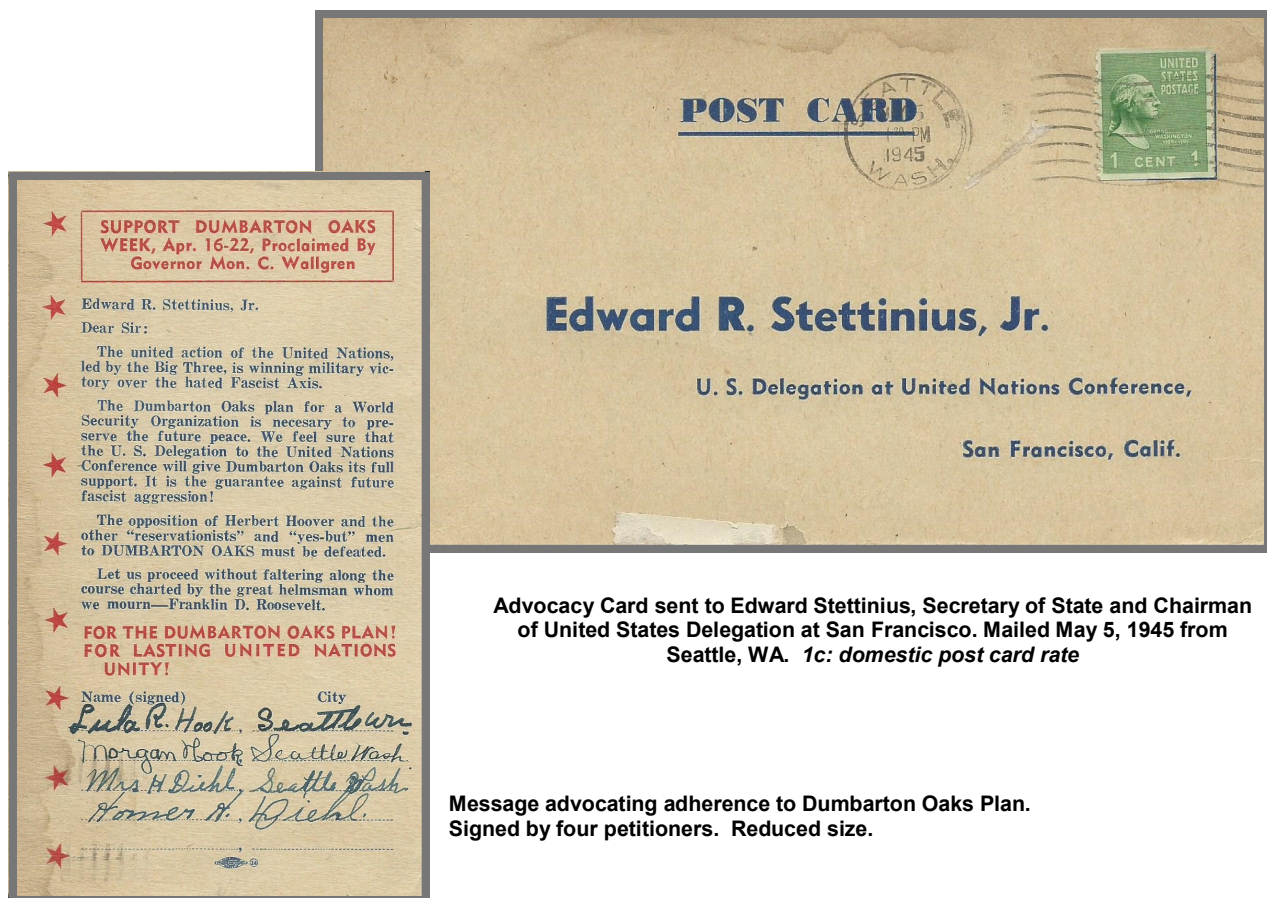 POST CARD
SEATTLE
PM
1945
WASH.
UNITED
STATES
POSTAGE
GEORGE
WASHINGTON
1 CENT 1
Edward R. Stettinius, Jr.
U. S. Delegation at United Nations Conference,
San Francisco, Calif.
SUPPORT DUMBARTON OAKS
WEEK, Apr. 16-22, Proclaimed By
Governor Mon. C. Wallgren
Edward R. Stettinius, Jr.
Dear Sir:
The united action of the United Nations,
led by the Big Three, is winning military vic-
tory over the hated Fascist Axis.
The Dumbarton Oaks plan for a World
Security Organization is necesary to pre-
serve the future peace. We feel sure that
the U. S. Delegation to the United Nations
Conference will give Dumbarton Oaks its full
support. It is the guarantee against future
fascist aggression!
The opposition of Herbert Hoover and the
other "reservationists" and "yes-but" men
to DUMBARTON OAKS must be defeated.
Let us proceed without faltering along the
course charted by the great helmsman whom
we mourn—Franklin D. Roosevelt.
FOR THE DUMBARTON OAKS PLAN!
FOR LASTING UNITED NATIONS
UNITY!
Name (signed) City
Lula R. Hook, Seattle Wn.
Morgan Hook, Seattle Wash.
Mrs H Diehl, Seattle Wash.
Homer H. Diehl.
Advocacy Card sent to Edward Stettinius, Secretary of State and Chairman
of United States Delegation at San Francisco. Mailed May 5, 1945 from
Seattle, WA. 1c: domestic post card rate
Message advocating adherence to Dumbarton Oaks Plan.
Signed by four petitioners. Reduced size.